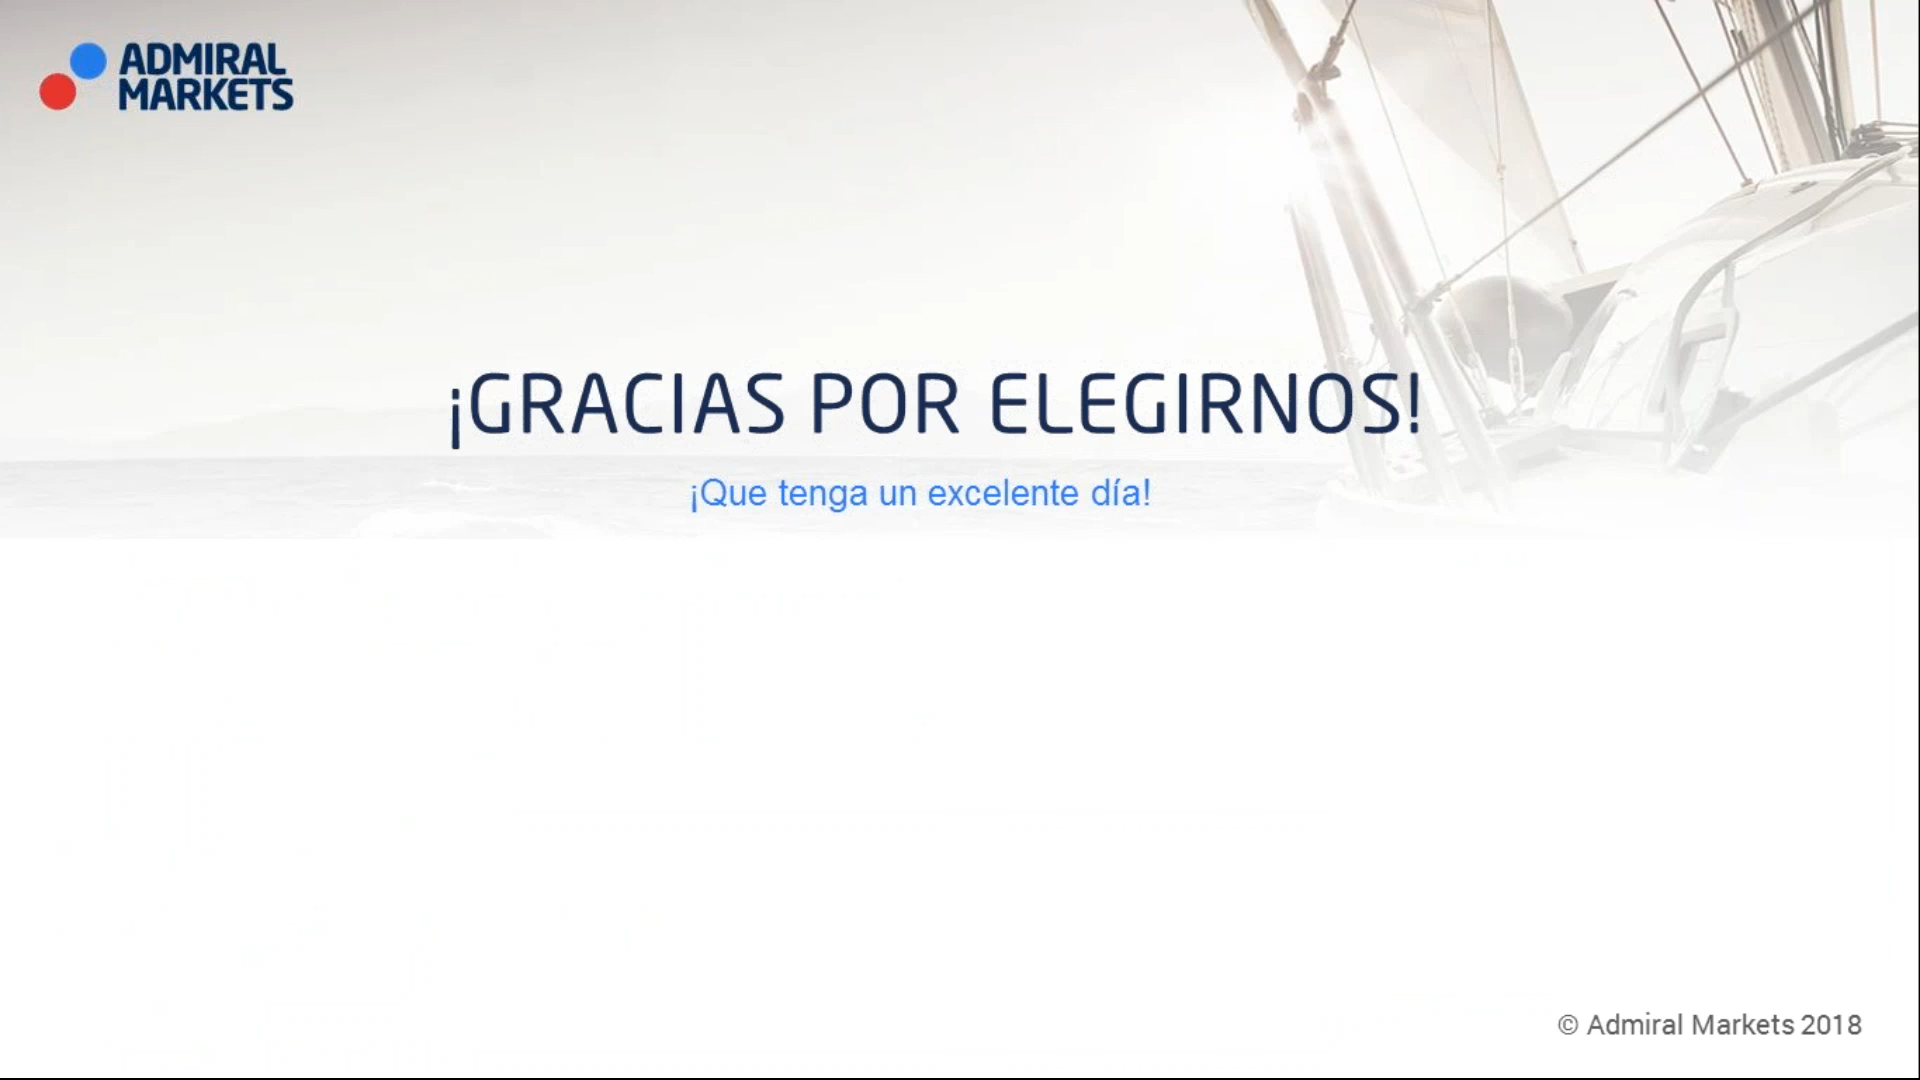 ADMIRAL
MARKETS
¡GRACIAS POR ELEGIRNOS!
¡Que tenga un excelente día!
© Admiral Markets 2018